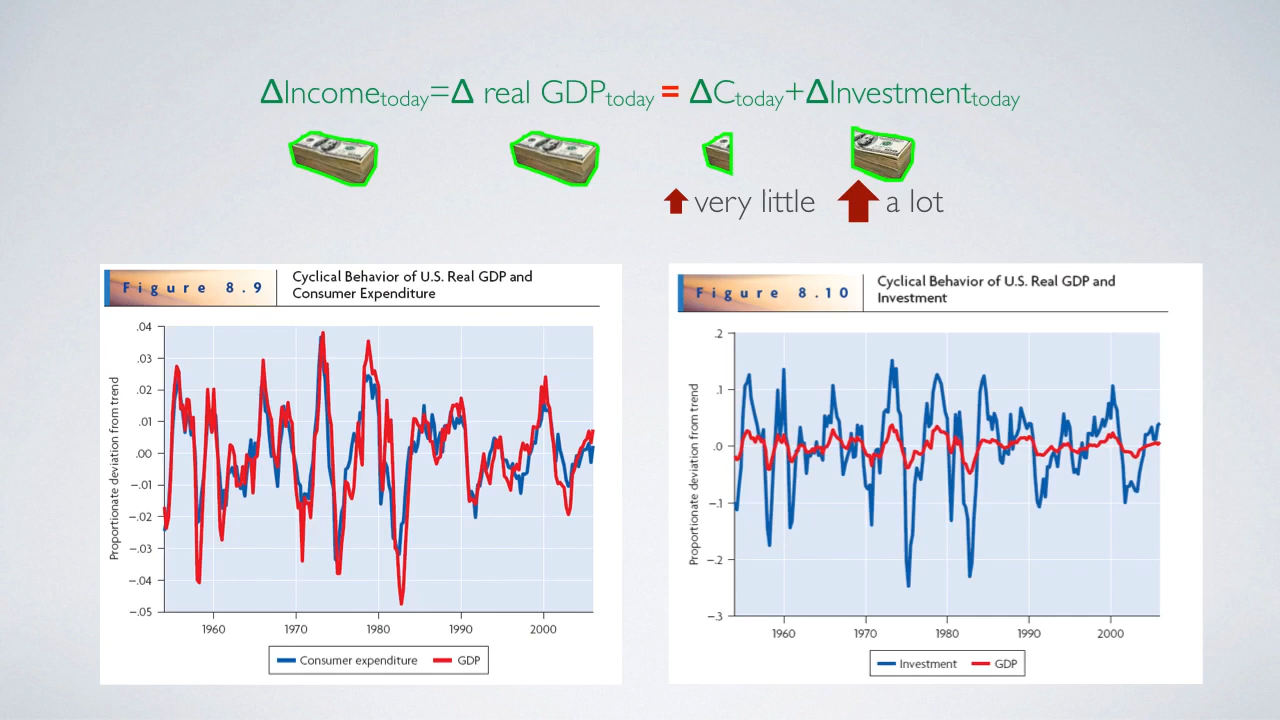 ΔIncometoday=Δ real GDPtoday = ΔCtoday+ΔInvestmenttoday
very little
a lot
Figure 8.9
Cyclical Behavior of U.S. Real GDP and
Consumer Expenditure
Proportionate deviation from trend
.04
.03
.02
.01
.00
−.01
−.02
−.03
−.04
−.05
1960
1970
1980
1990
2000
Consumer expenditure
GDP
Figure 8.10
Cyclical Behavior of U.S. Real GDP and
Investment
Proportionate deviation from trend
.2
.1
.0
−.1
−.2
−.3
1960
1970
1980
1990
2000
Investment
GDP